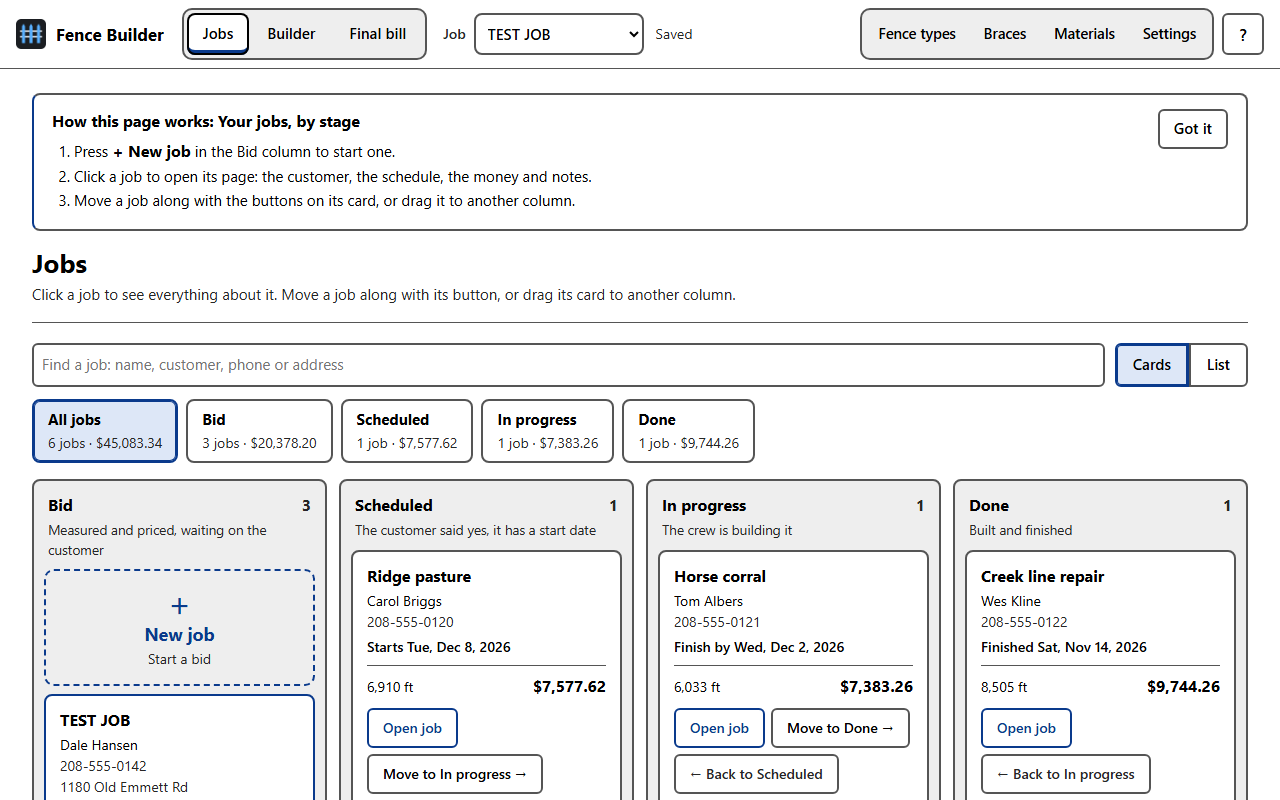 Fence Builder
Jobs Builder Final bill
Job TEST JOB Saved
Fence types Braces Materials Settings ?
How this page works: Your jobs, by stage
Got it
1. Press + New job in the Bid column to start one.
2. Click a job to open its page: the customer, the schedule, the money and notes.
3. Move a job along with the buttons on its card, or drag it to another column.
Jobs
Click a job to see everything about it. Move a job along with its button, or drag its card to another column.
Find a job: name, customer, phone or address
Cards List
All jobs
6 jobs · $45,083.34
Bid
3 jobs · $20,378.20
Scheduled
1 job · $7,577.62
In progress
1 job · $7,383.26
Done
1 job · $9,744.26
Bid 3
Measured and priced, waiting on the
customer
+
New job
Start a bid
TEST JOB
Dale Hansen
208-555-0142
1180 Old Emmett Rd
Scheduled 1
The customer said yes, it has a start date
Ridge pasture
Carol Briggs
208-555-0120
Starts Tue, Dec 8, 2026
6,910 ft $7,577.62
Open job
Move to In progress →
In progress 1
The crew is building it
Horse corral
Tom Albers
208-555-0121
Finish by Wed, Dec 2, 2026
6,033 ft $7,383.26
Open job Move to Done →
← Back to Scheduled
Done 1
Built and finished
Creek line repair
Wes Kline
208-555-0122
Finished Sat, Nov 14, 2026
8,505 ft $9,744.26
Open job
← Back to In progress